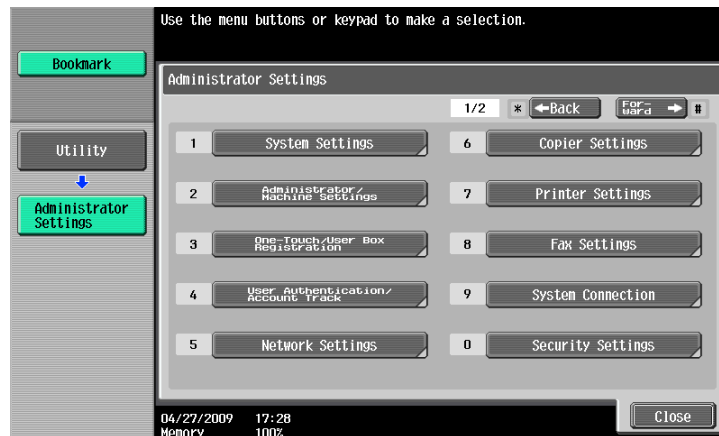 Use the menu buttons or keypad to make a selection.
Bookmark
Administrator Settings
1/2 * ←Back For-
ward → #
Utility
Administrator
Settings
1 System Settings
2 Administrator/
Machine Settings
3 One-Touch/User Box
Registration
4 User Authentication/
Account Track
5 Network Settings
6 Copier Settings
7 Printer Settings
8 Fax Settings
9 System Connection
0 Security Settings
04/27/2009 17:28
Memory 100%
Close